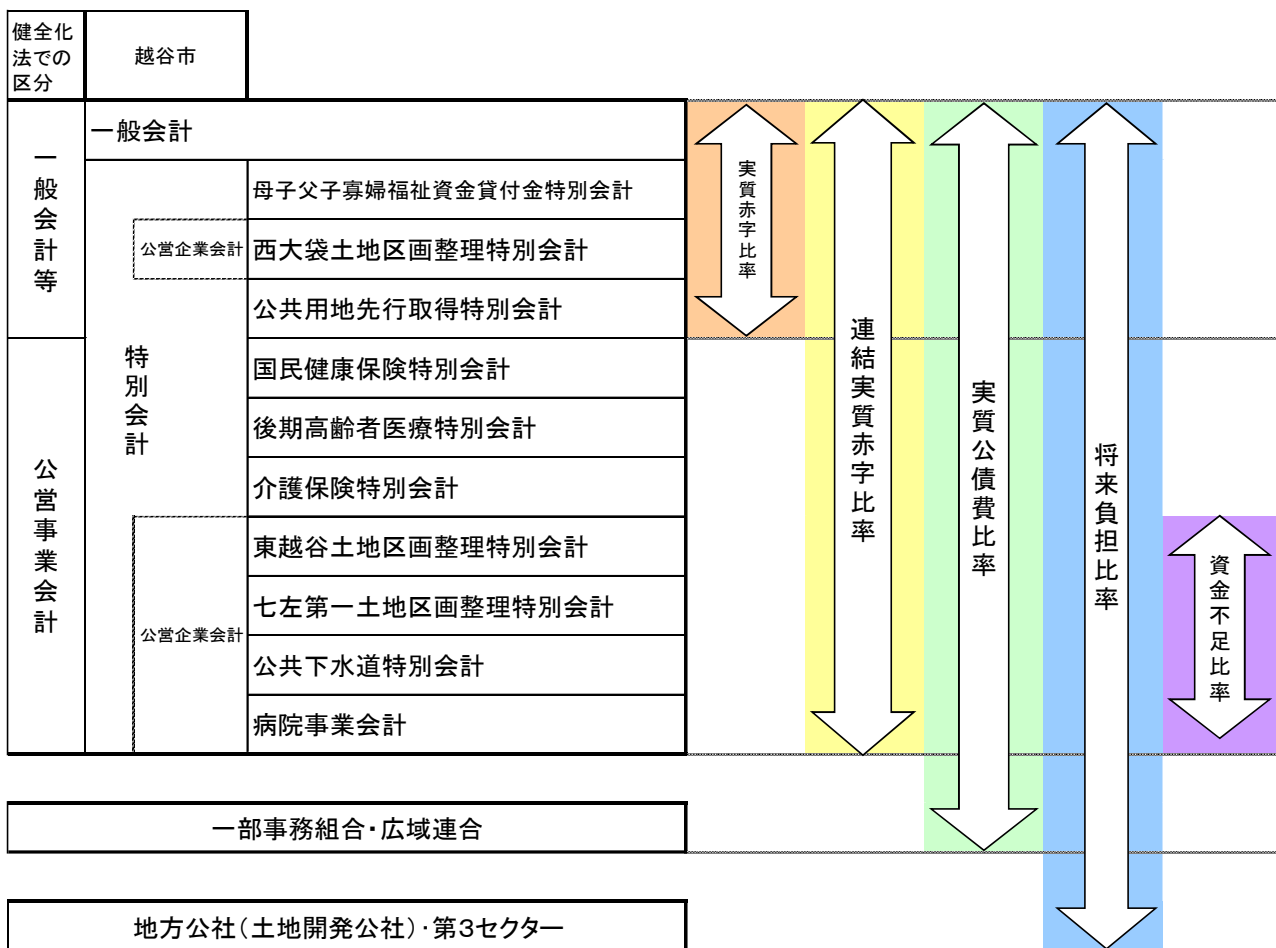 健全化
法での
区分
越谷市
一般会計等
一般会計
特別会計
母子父子寡婦福祉資金貸付金特別会計
公営企業会計
西大袋土地区画整理特別会計
公共用地先行取得特別会計
公営事業会計
国民健康保険特別会計
後期高齢者医療特別会計
介護保険特別会計
公営企業会計
東越谷土地区画整理特別会計
七左第一土地区画整理特別会計
公共下水道特別会計
病院事業会計
実質赤字比率
連結実質赤字比率
実質公債費比率
将来負担比率
資金不足比率
一部事務組合・広域連合
地方公社(土地開発公社)・第3セクター